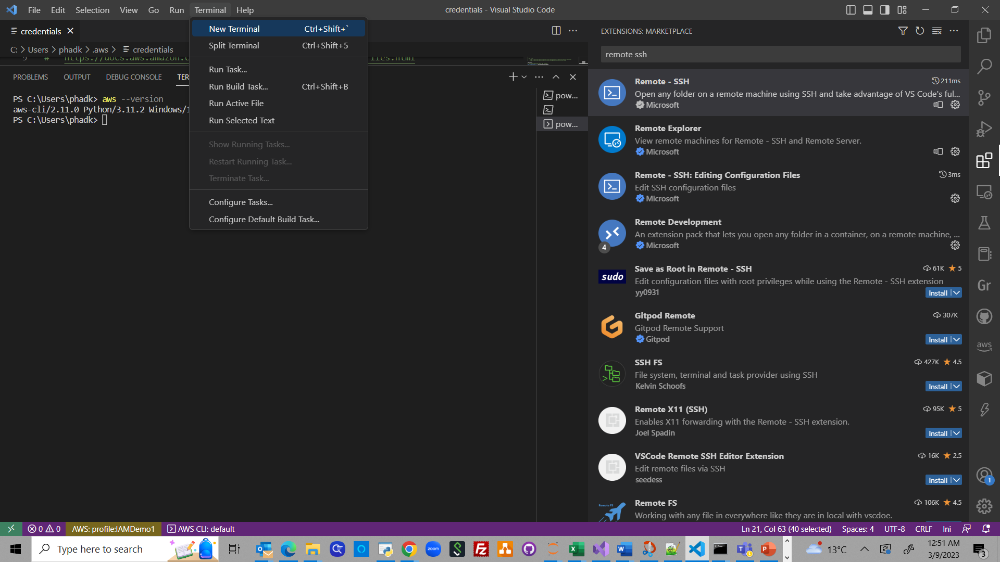 File Edit Selection View Go Run Terminal Help
credentials - Visual Studio Code
credentials
C: > Users > phadk > .aws > credentials
9 # https://docs.aws.amazon.c
iles.html
PROBLEMS OUTPUT DEBUG CONSOLE TER
PS C:\Users\phadk> aws --version
aws-cli/2.11.0 Python/3.11.2 Windows/1
PS C:\Users\phadk>
New Terminal Ctrl+Shift+`
Split Terminal Ctrl+Shift+5
Run Task...
Run Build Task... Ctrl+Shift+B
Run Active File
Run Selected Text
Show Running Tasks...
Restart Running Task...
Terminate Task...
Configure Tasks...
Configure Default Build Task...
pow...
pow...
EXTENSIONS: MARKETPLACE
remote ssh
Remote - SSH 211ms
Open any folder on a remote machine using SSH and take advantage of VS Code's ful...
Microsoft
Remote Explorer
View remote machines for Remote - SSH and Remote Server.
Microsoft
Remote - SSH: Editing Configuration Files 3ms
Edit SSH configuration files
Microsoft
Remote Development
An extension pack that lets you open any folder in a container, on a remote machine, ...
4 Microsoft
sudo
Save as Root in Remote - SSH 61K 5
Edit configuration files with root privileges while using the Remote - SSH extension
yy0931 Install
Gitpod Remote 307K
Gitpod Remote Support
Gitpod Install
SSH FS 427K 4.5
File system, terminal and task provider using SSH
Kelvin Schoofs Install
Remote X11 (SSH) 95K 5
Enables X11 forwarding with the Remote - SSH extension.
Joel Spadin Install
VSCode Remote SSH Editor Extension 16K 2.5
Edit remote files via SSH
seedess Install
Remote FS
Remote FS 106K 4.5
Working with any file in everywhere like they are in local with vscdoe.
Gr
aws
1
0 0 AWS: profile:IAMDemo1 AWS CLI: default
Ln 21, Col 63 (40 selected) Spaces: 4 UTF-8 CRLF Ini
Type here to search
zoom
13°C
12:51 AM
3/9/2023
3